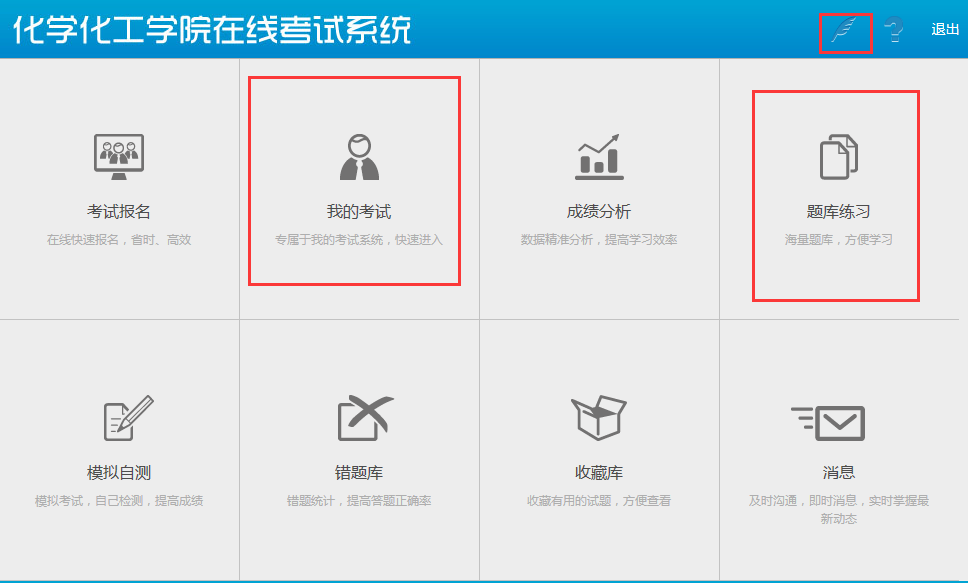 化学化工学院在线考试系统
?
退出
考试报名
在线快速报名，省时、高效
我的考试
专属于我的考试系统，快速进入
成绩分析
数据精准分析，提高学习效率
题库练习
海量题库，方便学习
模拟自测
模拟考试，自己检测，提高成绩
错题库
错题统计，提高答题正确率
收藏库
收藏有用的试题，方便查看
消息
及时沟通，即时消息，实时掌握最
新动态